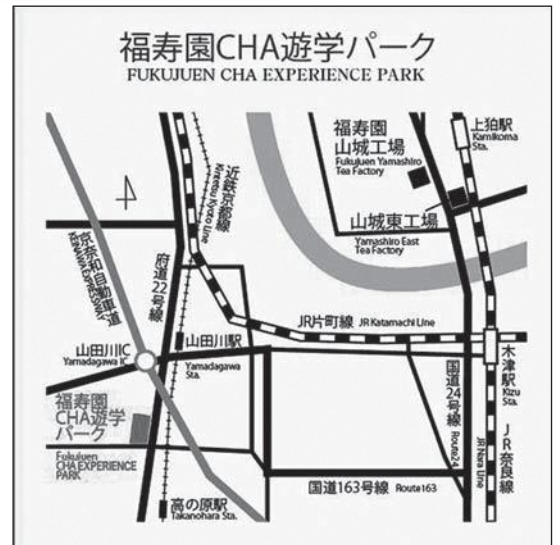 福寿園CHA遊学パーク
FUKUJUEN CHA EXPERIENCE PARK
上狛駅
Kamikoma
Sta.
福寿園
山城工場
Fukujuen Yamashiro
Tea Factory
山城東工場
Yamashiro East
Tea Factory
近鉄京都線
Kintetsu Kyoto Line
京奈和自動車道
KEINAWA EXPRESSWAY
府道22号線
JR片町線 JR Katamachi Line
山田川駅
Yamadagawa
Sta.
山田川IC
Yamadagawa IC
木津駅
Kizu
Sta.
国道24号線
Route24
JR奈良線
JR Nara Line
福寿園
CHA遊学
パーク
Fukujuen
CHA EXPERIENCE
PARK
国道163号線 Route163
高の原駅
Takanohara Sta.